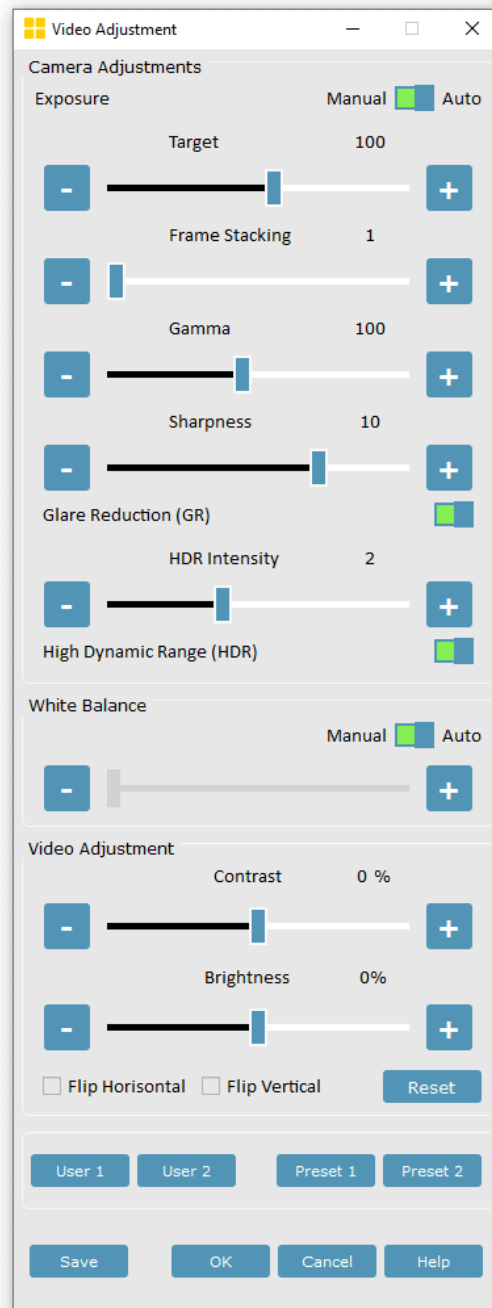 Video Adjustment
Camera Adjustments
Exposure Manual Auto
Target 100
- +
Frame Stacking 1
- +
Gamma 100
- +
Sharpness 10
- +
Glare Reduction (GR)
HDR Intensity 2
- +
High Dynamic Range (HDR)
White Balance
Manual Auto
- +
Video Adjustment
Contrast 0 %
- +
Brightness 0%
- +
Flip Horisontal Flip Vertical Reset
User 1 User 2 Preset 1 Preset 2
Save OK Cancel Help